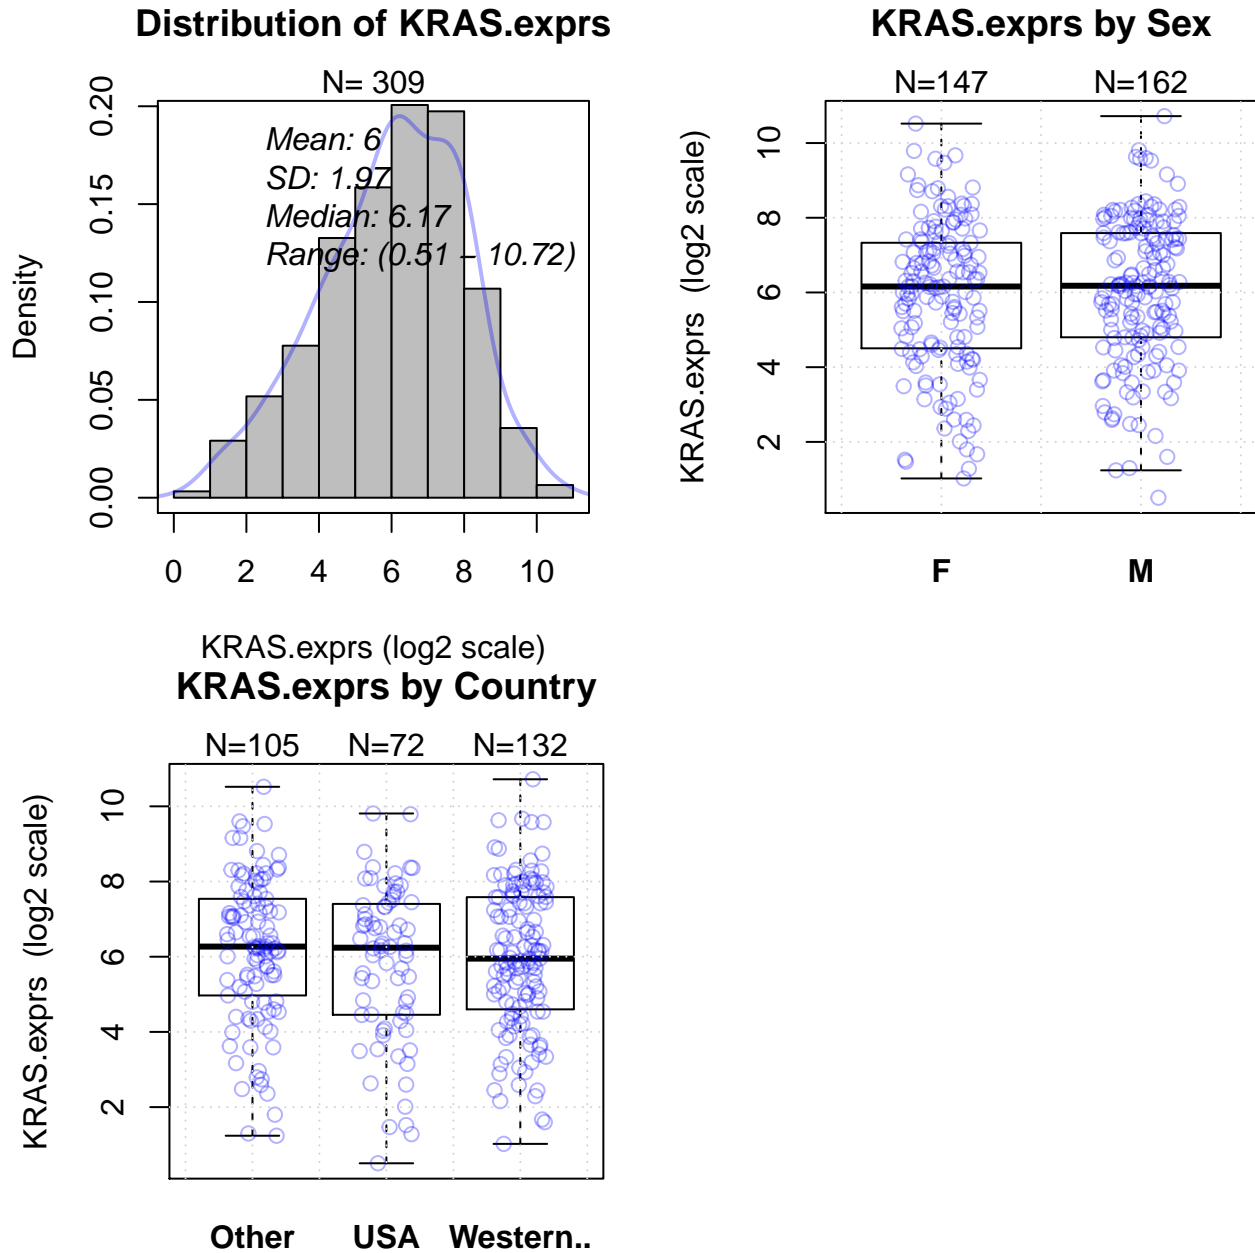 Distribution of KRAS.exprs
N= 309
Mean: 6
SD: 1.97
Median: 6.17
Range: (0.51 – 10.72)
Density
0.00 0.05 0.10 0.15 0.20
0 2 4 6 8 10
KRAS.exprs (log2 scale)
KRAS.exprs by Sex
N=147 N=162
KRAS.exprs (log2 scale)
2 4 6 8 10
F M
KRAS.exprs by Country
N=105 N=72 N=132
KRAS.exprs (log2 scale)
2 4 6 8 10
Other USA Western..